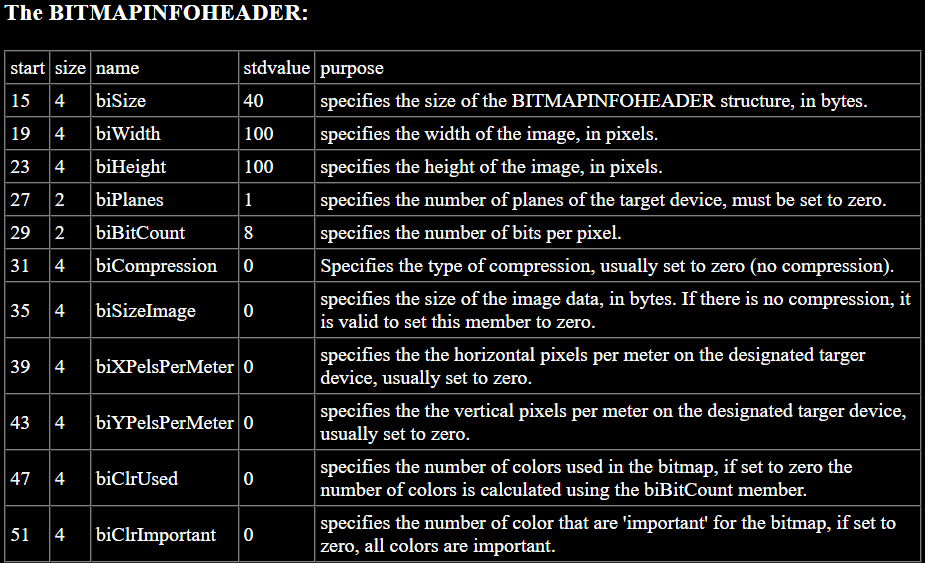 The BITMAPINFOHEADER:
start size name stdvalue purpose
15 4 biSize 40 specifies the size of the BITMAPINFOHEADER structure, in bytes.
19 4 biWidth 100 specifies the width of the image, in pixels.
23 4 biHeight 100 specifies the height of the image, in pixels.
27 2 biPlanes 1 specifies the number of planes of the target device, must be set to zero.
29 2 biBitCount 8 specifies the number of bits per pixel.
31 4 biCompression 0 Specifies the type of compression, usually set to zero (no compression).
35 4 biSizeImage 0 specifies the size of the image data, in bytes. If there is no compression, it
is valid to set this member to zero.
39 4 biXPelsPerMeter 0 specifies the the horizontal pixels per meter on the designated targer
device, usually set to zero.
43 4 biYPelsPerMeter 0 specifies the the vertical pixels per meter on the designated targer device,
usually set to zero.
47 4 biClrUsed 0 specifies the number of colors used in the bitmap, if set to zero the
number of colors is calculated using the biBitCount member.
51 4 biClrImportant 0 specifies the number of color that are 'important' for the bitmap, if set to
zero, all colors are important.